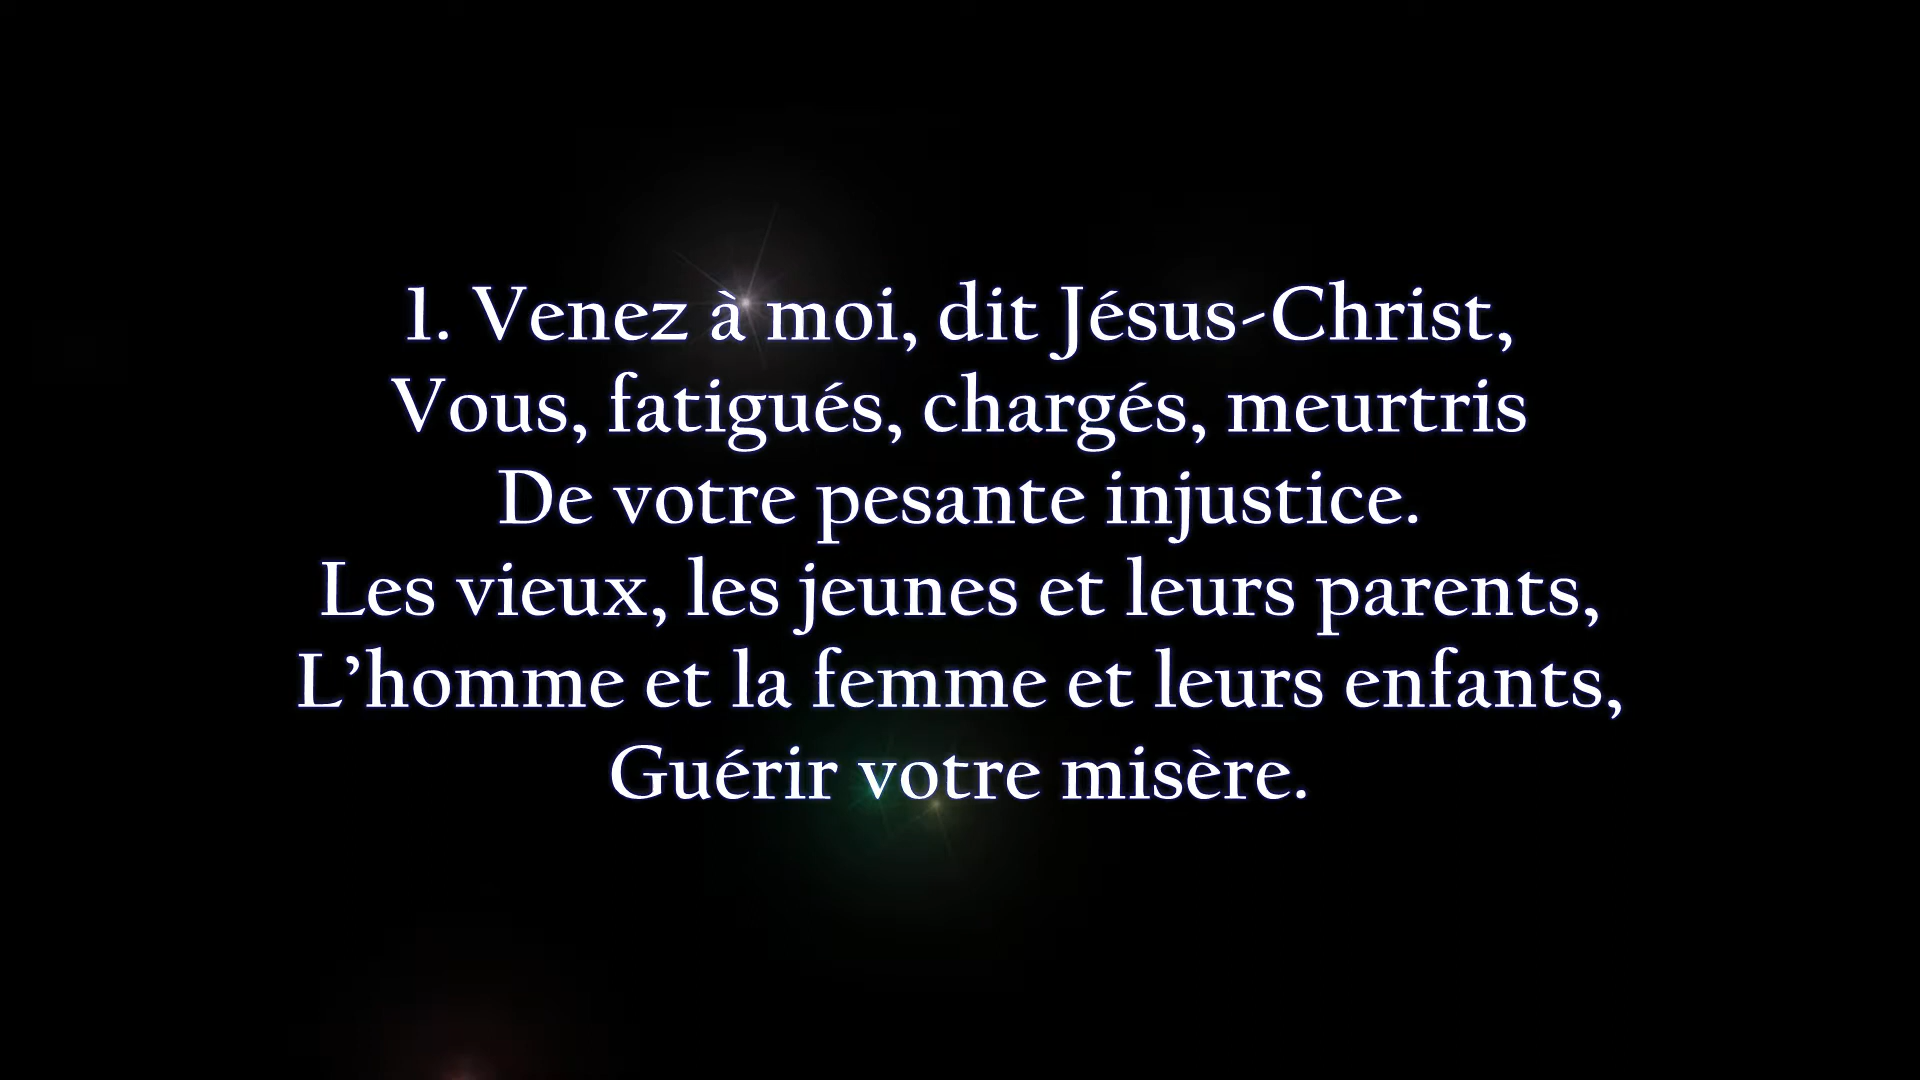 1. Venez à moi, dit Jésus-Christ,
Vous, fatigués, chargés, meurtris
De votre pesante injustice.
Les vieux, les jeunes et leurs parents,
L’homme et la femme et leurs enfants,
Guérir votre misère.